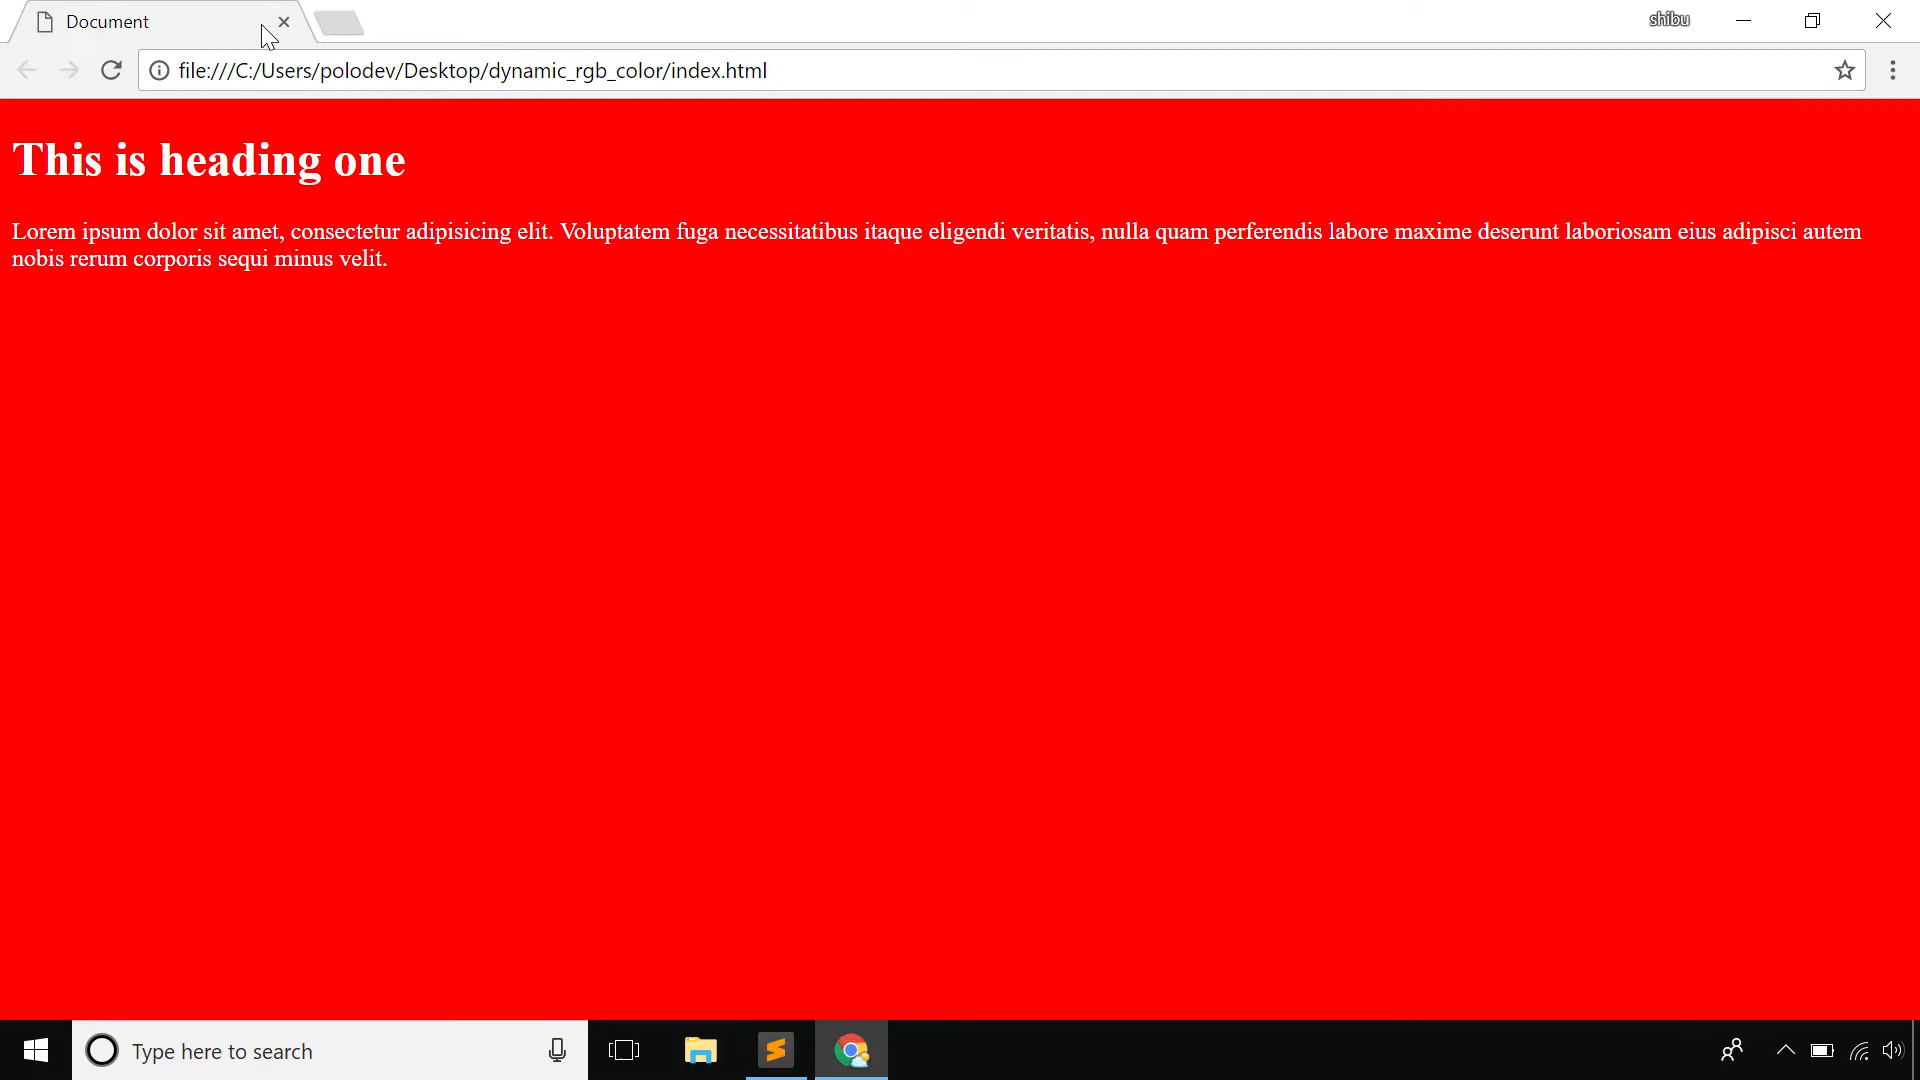 Document
shibu
file:///C:/Users/polodev/Desktop/dynamic_rgb_color/index.html
This is heading one
Lorem ipsum dolor sit amet, consectetur adipisicing elit. Voluptatem fuga necessitatibus itaque eligendi veritatis, nulla quam perferendis labore maxime deserunt laboriosam eius adipisci autem
nobis rerum corporis sequi minus velit.
Type here to search